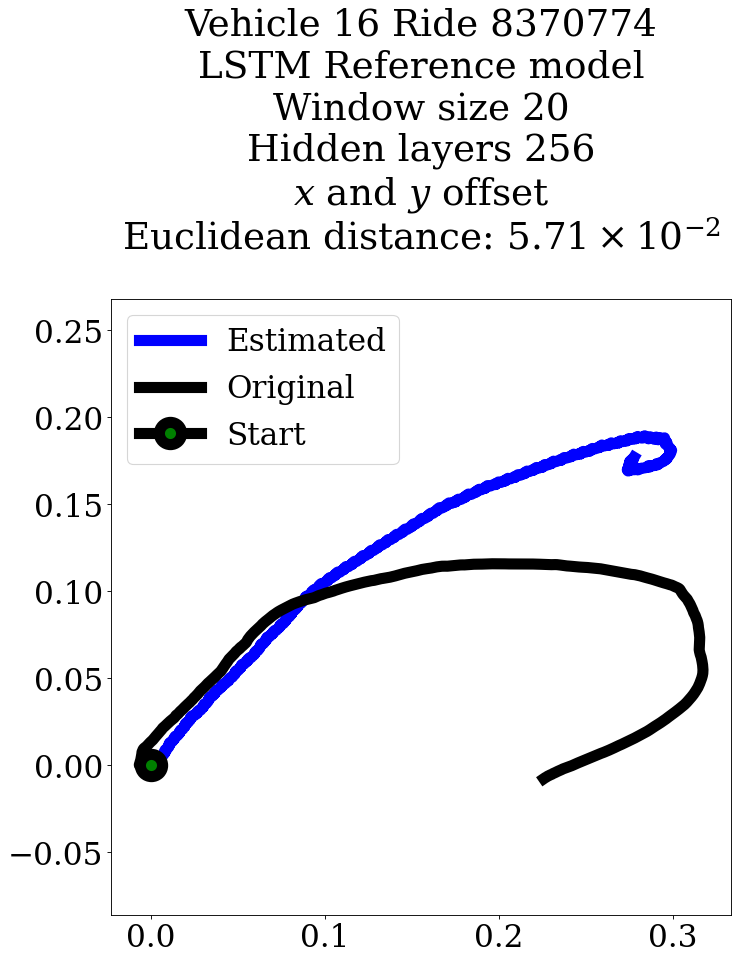 Vehicle 16 Ride 8370774
LSTM Reference model
Window size 20
Hidden layers 256
x and y offset
Euclidean distance: 5.71 × 10⁻²
Estimated
Original
Start
0.25
0.20
0.15
0.10
0.05
0.00
−0.05
0.0 0.1 0.2 0.3